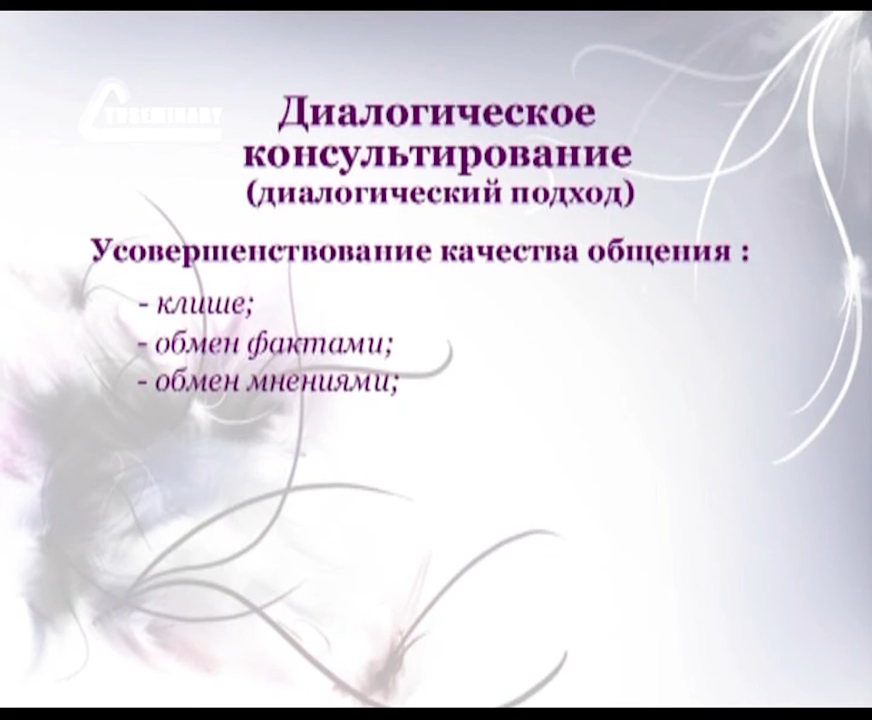 Диалогическое
консультирование
(диалогический подход)
Усовершенствование качества общения :
- клише;
- обмен фактами;
- обмен мнениями;